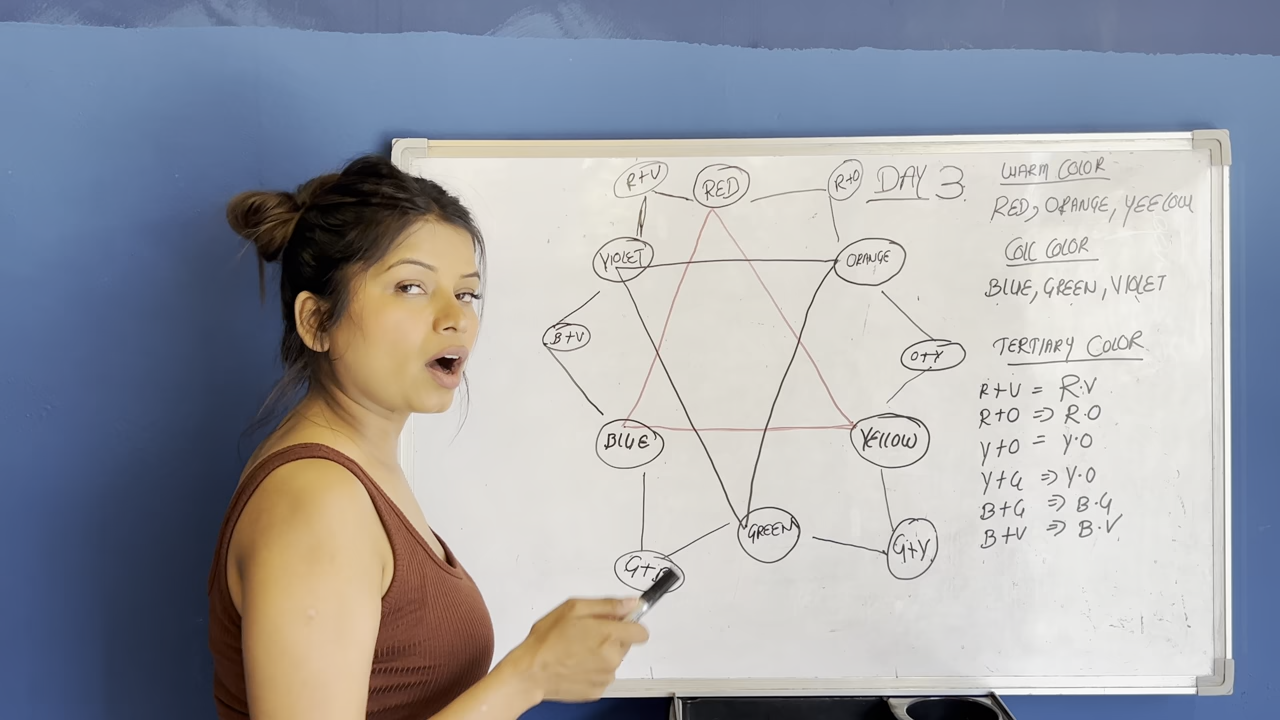 R+V RED R+O DAY 3
VIOLET ORANGE
B+V O+Y
BLUE YELLOW
GREEN
G+Y
WARM COLOR
RED, ORANGE, YEELOW
COLL COLOR
BLUE, GREEN, VIOLET
TERTIARY COLOR
R+V = R.V
R+O => R.O
Y+O = Y.O
Y+G => Y.O
B+G => B.G
B+V => B.V